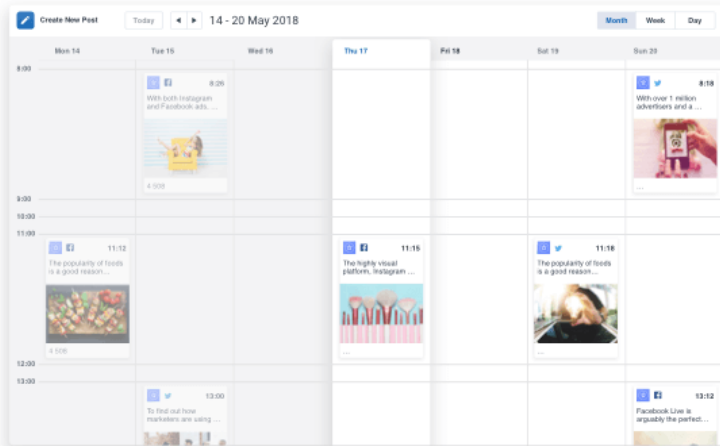 Create New Post
Today
14 - 20 May 2018
Month
Week
Day
Mon 14
Tue 15
Wed 16
Thu 17
Fri 18
Sat 19
Sun 20
8:00
8:26
With both Instagram
and Facebook ads. ...
8:18
With over 1 million
advertisers and a ...
...
9:00
10:00
11:00
11:12
The popularity of foods
is a good reason...
11:15
The highly visual
platform, Instagram ...
...
11:18
The popularity of foods
is a good reason...
...
12:00
13:00
13:00
To find out how
marketers are using ...
13:12
Facebook Live is
arguably the perfect...